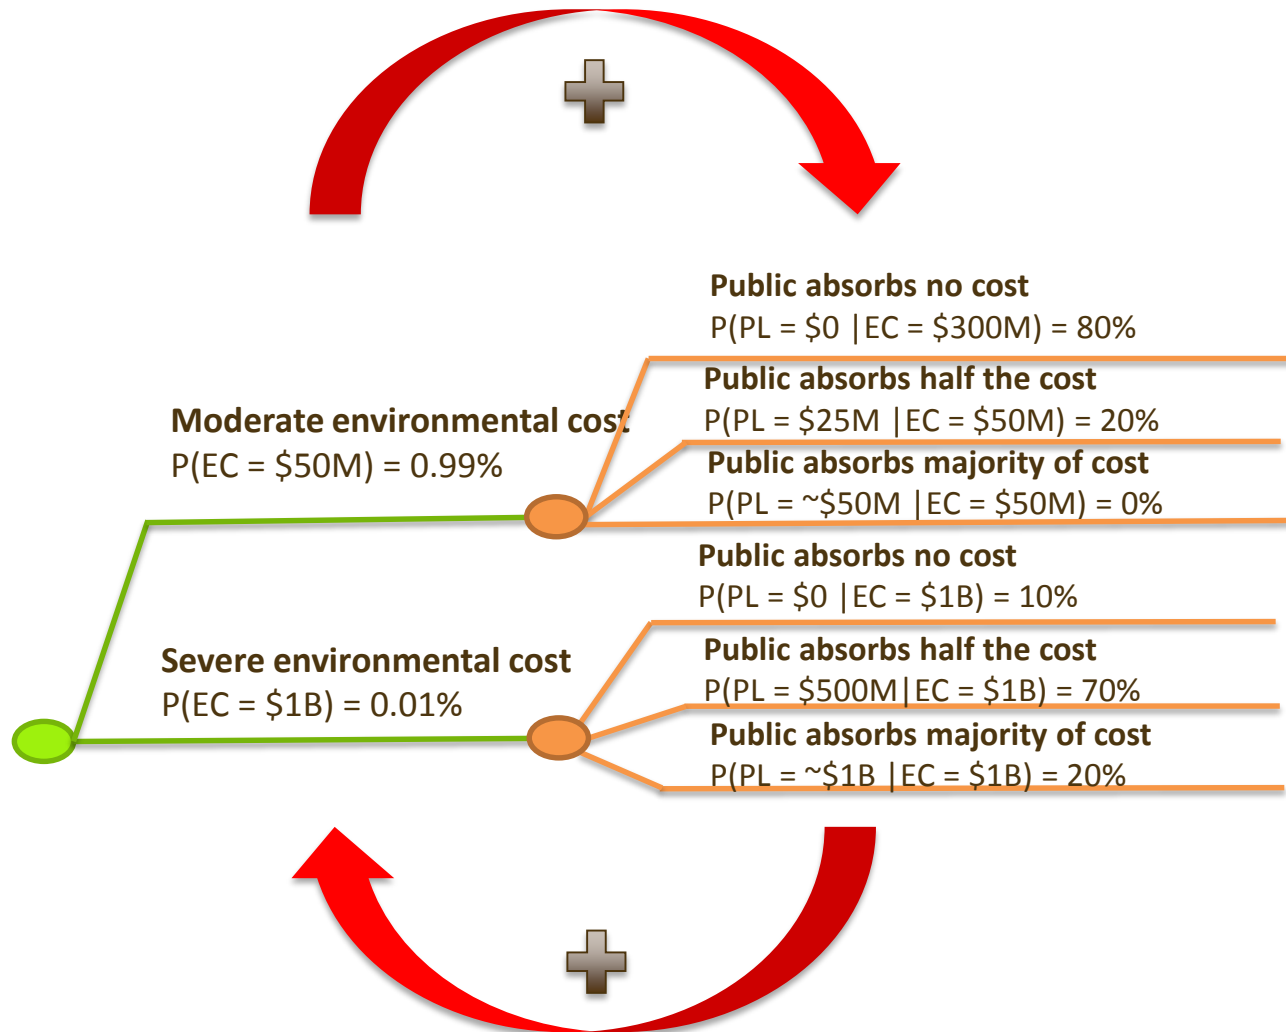 Public absorbs no cost
P(PL = $0 |EC = $300M) = 80%
Public absorbs half the cost
P(PL = $25M |EC = $50M) = 20%
Public absorbs majority of cost
P(PL = ~$50M |EC = $50M) = 0%
Moderate environmental cost
P(EC = $50M) = 0.99%
Public absorbs no cost
P(PL = $0 |EC = $1B) = 10%
Public absorbs half the cost
P(PL = $500M|EC = $1B) = 70%
Public absorbs majority of cost
P(PL = ~$1B |EC = $1B) = 20%
Severe environmental cost
P(EC = $1B) = 0.01%